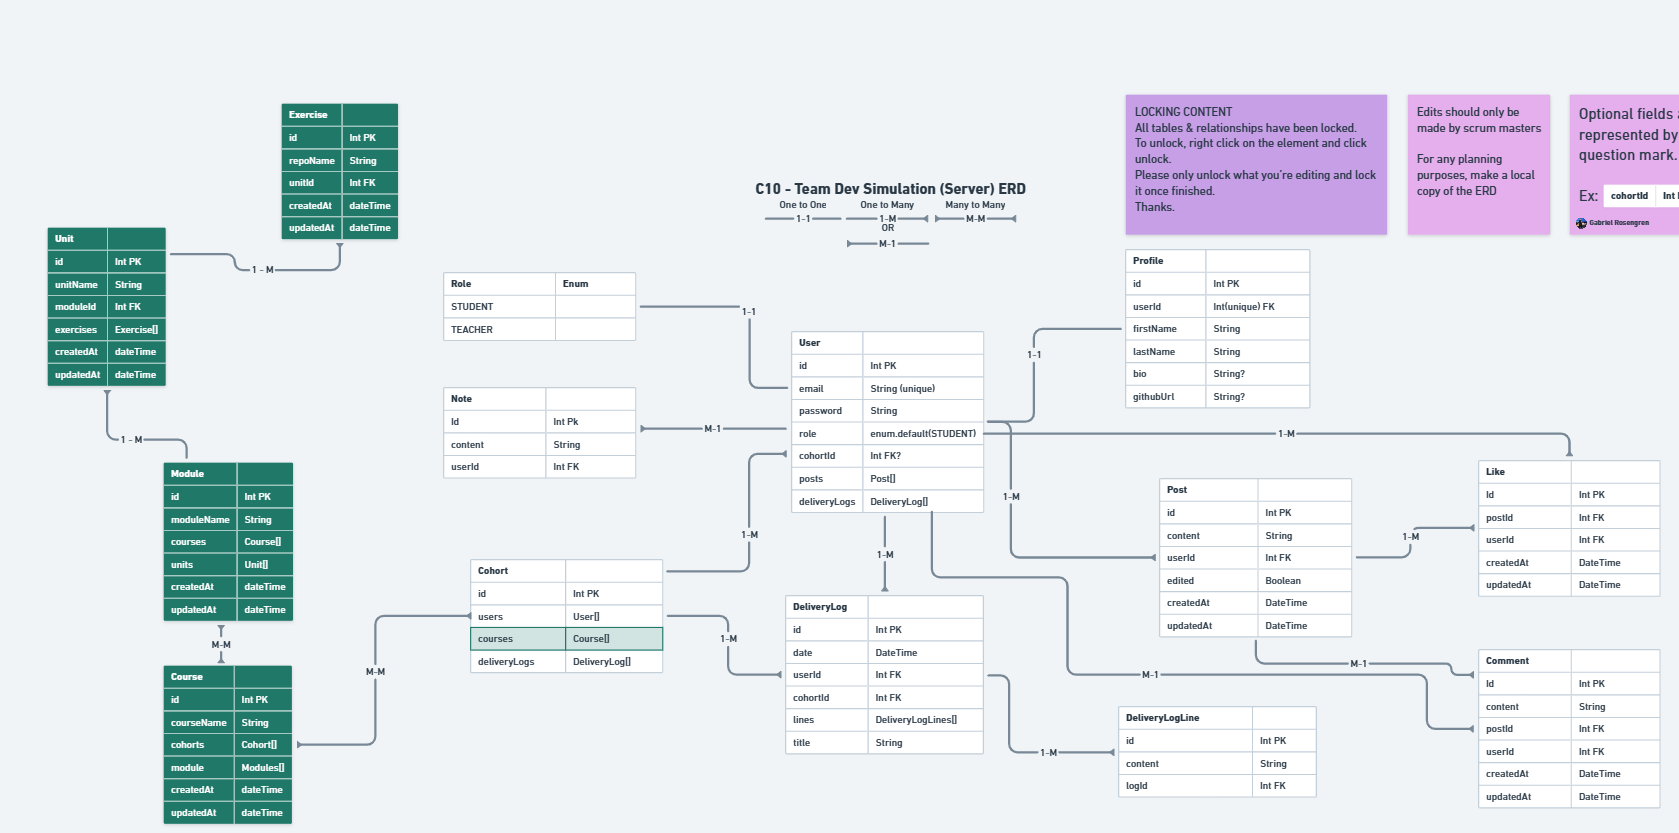 Exercise
id Int PK
repoName String
unitId Int FK
createdAt dateTime
updatedAt dateTime
Unit
id Int PK
unitName String
moduleId Int FK
exercises Exercise[]
createdAt dateTime
updatedAt dateTime
1 - M
1 - M
Module
id Int PK
moduleName String
courses Course[]
units Unit[]
createdAt dateTime
updatedAt dateTime
M-M
Course
id Int PK
courseName String
cohorts Cohort[]
module Modules[]
createdAt dateTime
updatedAt dateTime
M-M
C10 - Team Dev Simulation (Server) ERD
One to One One to Many Many to Many
1-1 1-M M-M
OR
M-1
LOCKING CONTENT
All tables & relationships have been locked.
To unlock, right click on the element and click
unlock.
Please only unlock what you're editing and lock
it once finished.
Thanks.
Edits should only be
made by scrum masters
For any planning
purposes, make a local
copy of the ERD
Optional fields
represented by
question mark.
Ex: cohortId Int
Gabriel Rosengren
Role Enum
STUDENT
TEACHER
1-1
Note
Id Int Pk
content String
userId Int FK
M-1
User
id Int PK
email String (unique)
password String
role enum.default(STUDENT)
cohortId Int FK?
posts Post[]
deliveryLogs DeliveryLog[]
1-M
1-M
Cohort
id Int PK
users User[]
courses Course[]
deliveryLogs DeliveryLog[]
1-M
DeliveryLog
id Int PK
date DateTime
userId Int FK
cohortId Int FK
lines DeliveryLogLines[]
title String
1-M
DeliveryLogLine
id Int PK
content String
logId Int FK
Profile
id Int PK
userId Int(unique) FK
firstName String
lastName String
bio String?
githubUrl String?
1-1
1-M
1-M
Post
id Int PK
content String
userId Int FK
edited Boolean
createdAt DateTime
updatedAt DateTime
1-M
Like
Id Int PK
postId Int FK
userId Int FK
createdAt DateTime
updatedAt DateTime
M-1
M-1
Comment
Id Int PK
content String
postId Int FK
userId Int FK
createdAt DateTime
updatedAt DateTime